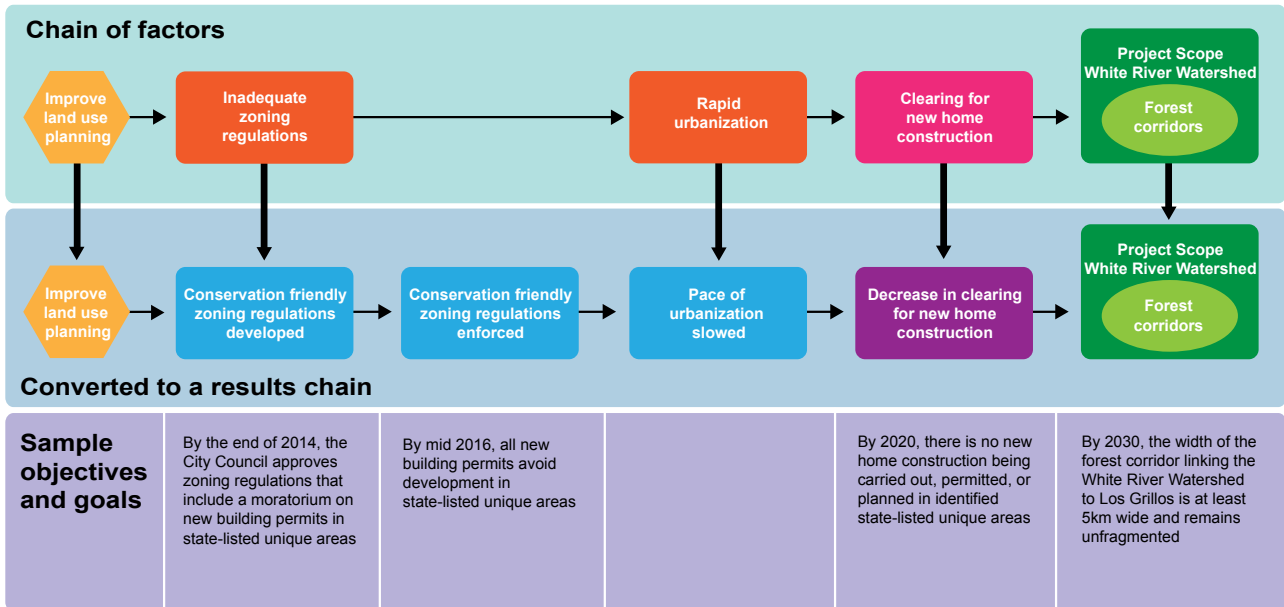 Chain of factors
Improve
land use
planning
Inadequate
zoning
regulations
Rapid
urbanization
Clearing for
new home
construction
Project Scope
White River Watershed
Forest
corridors
Improve
land use
planning
Conservation friendly
zoning regulations
developed
Conservation friendly
zoning regulations
enforced
Pace of
urbanization
slowed
Decrease in clearing
for new home
construction
Project Scope
White River Watershed
Forest
corridors
Converted to a results chain
Sample
objectives
and goals
By the end of 2014, the
City Council approves
zoning regulations that
include a moratorium on
new building permits in
state-listed unique areas
By mid 2016, all new
building permits avoid
development in
state-listed unique areas
By 2020, there is no new
home construction being
carried out, permitted, or
planned in identified
state-listed unique areas
By 2030, the width of the
forest corridor linking the
White River Watershed
to Los Grillos is at least
5km wide and remains
unfragmented